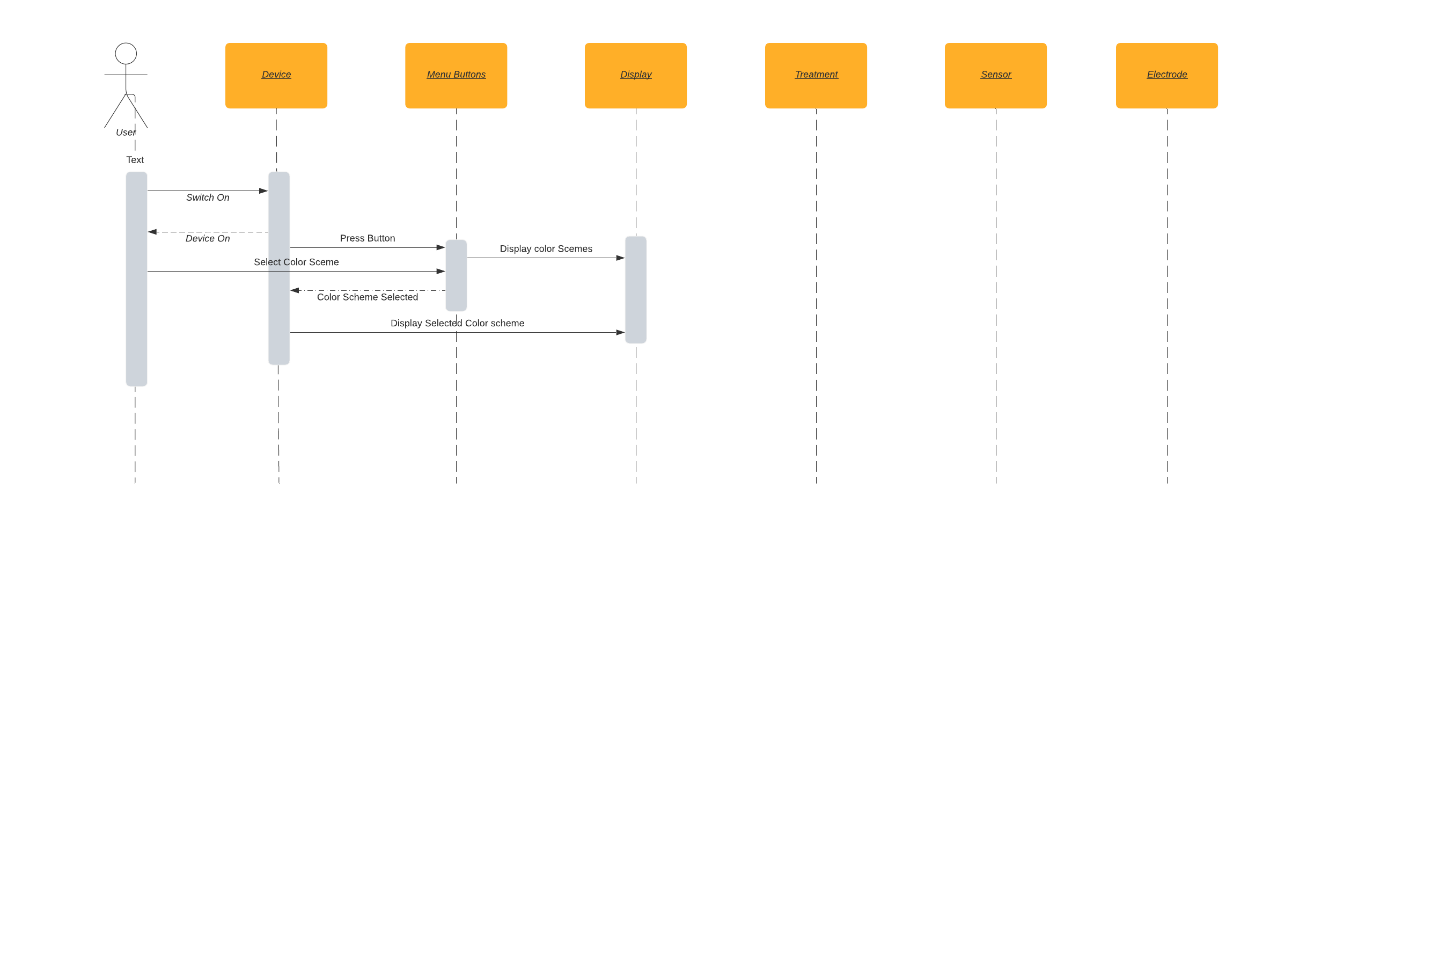 Device
Menu Buttons
Display
Treatment
Sensor
Electrode
User
Text
Switch On
Device On
Press Button
Display color Scemes
Select Color Sceme
Color Scheme Selected
Display Selected Color scheme